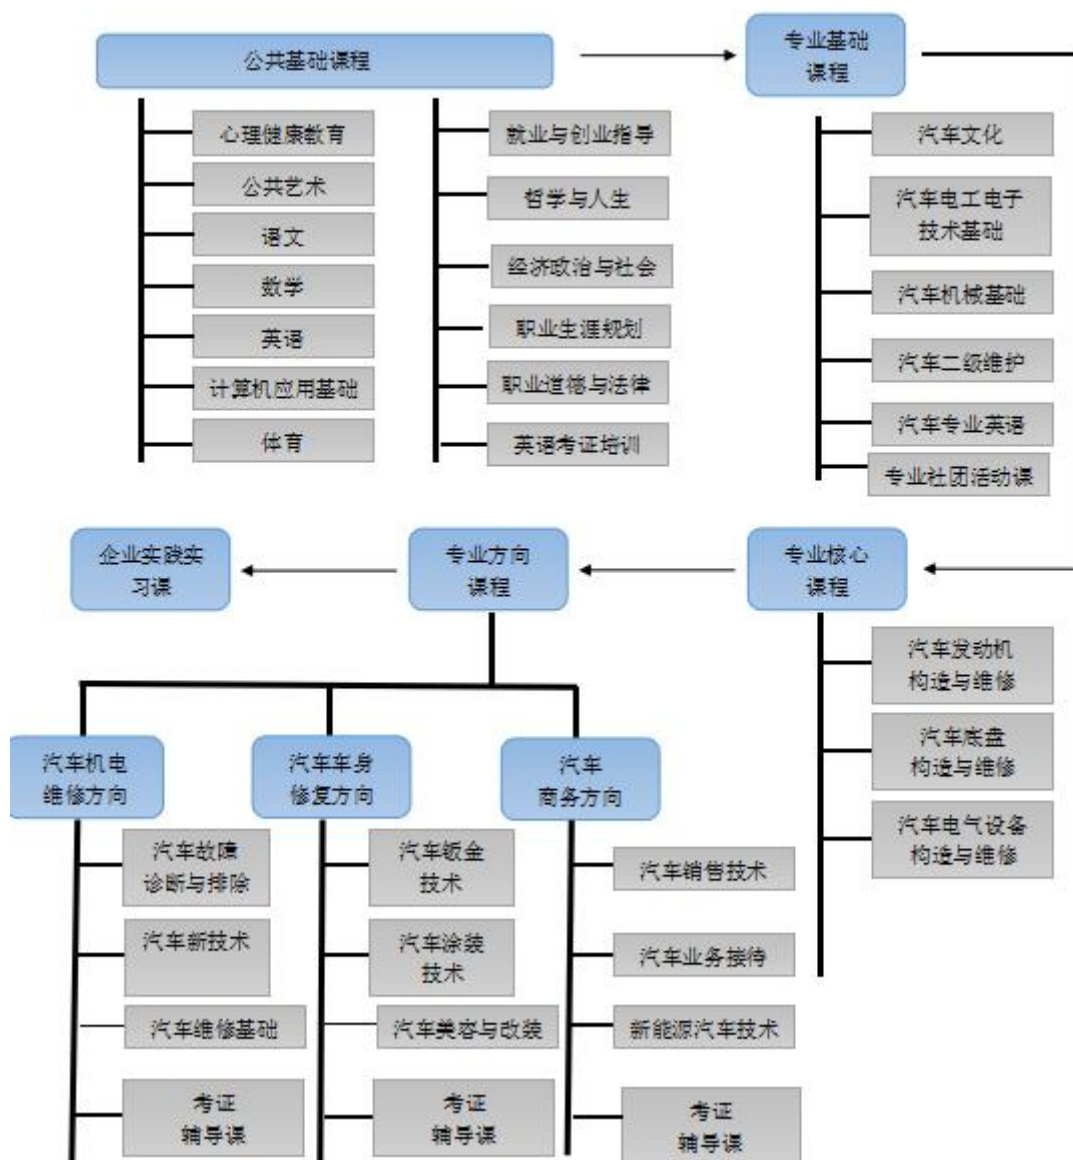 公共基础课程
专业基础
课程
心理健康教育
公共艺术
语文
数学
英语
计算机应用基础
体育
就业与创业指导
哲学与人生
经济政治与社会
职业生涯规划
职业道德与法律
英语考证培训
汽车文化
汽车电工电子
技术基础
汽车机械基础
汽车二级维护
汽车专业英语
专业社团活动课
企业实践实
习课
专业方向
课程
专业核心
课程
汽车发动机
构造与维修
汽车底盘
构造与维修
汽车电气设备
构造与维修
汽车机电
维修方向
汽车车身
修复方向
汽车
商务方向
汽车故障
诊断与排除
汽车新技术
汽车维修基础
考证
辅导课
汽车钣金
技术
汽车涂装
技术
汽车美容与改装
考证
辅导课
汽车销售技术
汽车业务接待
新能源汽车技术
考证
辅导课